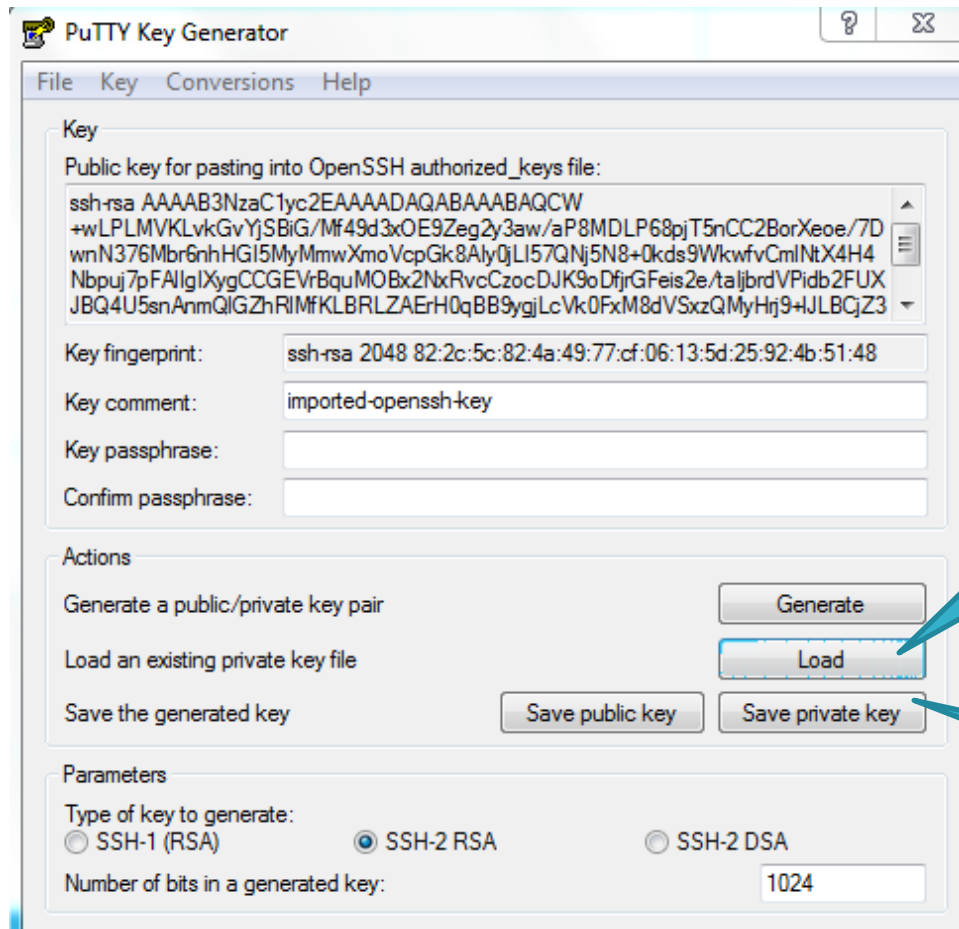 PuTTY Key Generator
File Key Conversions Help
Key
Public key for pasting into OpenSSH authorized_keys file:
ssh-rsa AAAAB3NzaC1yc2EAAAADAQABAAABAQCW
+wLPLMVKLvkGvYjSBiG/Mf49d3xOE9Zeg2y3aw/aP8MDLP68pjT5nCC2BorXeoe/7D
wnN376Mbr6nhHGI5MyMmwXmoVcpGk8Aly0jLI57QNj5N8+0kds9WkwfvCmlNtX4H4
Nbpuj7pFAllgIXygCCGEVrBquMOBx2NxRvcCzocDJK9oDfjrGFeis2e/taljbrdVPidb2FUX
JBQ4U5snAnmQlGZhRlMfKLBRLZAErH0qBB9ygjLcVk0FxM8dVSxzQMyHrj9+lJLBCjZ3
Key fingerprint: ssh-rsa 2048 82:2c:5c:82:4a:49:77:cf:06:13:5d:25:92:4b:51:48
Key comment: imported-openssh-key
Key passphrase:
Confirm passphrase:
Actions
Generate a public/private key pair Generate
Load an existing private key file Load
Save the generated key Save public key Save private key
Parameters
Type of key to generate:
SSH-1 (RSA) SSH-2 RSA SSH-2 DSA
Number of bits in a generated key: 1024